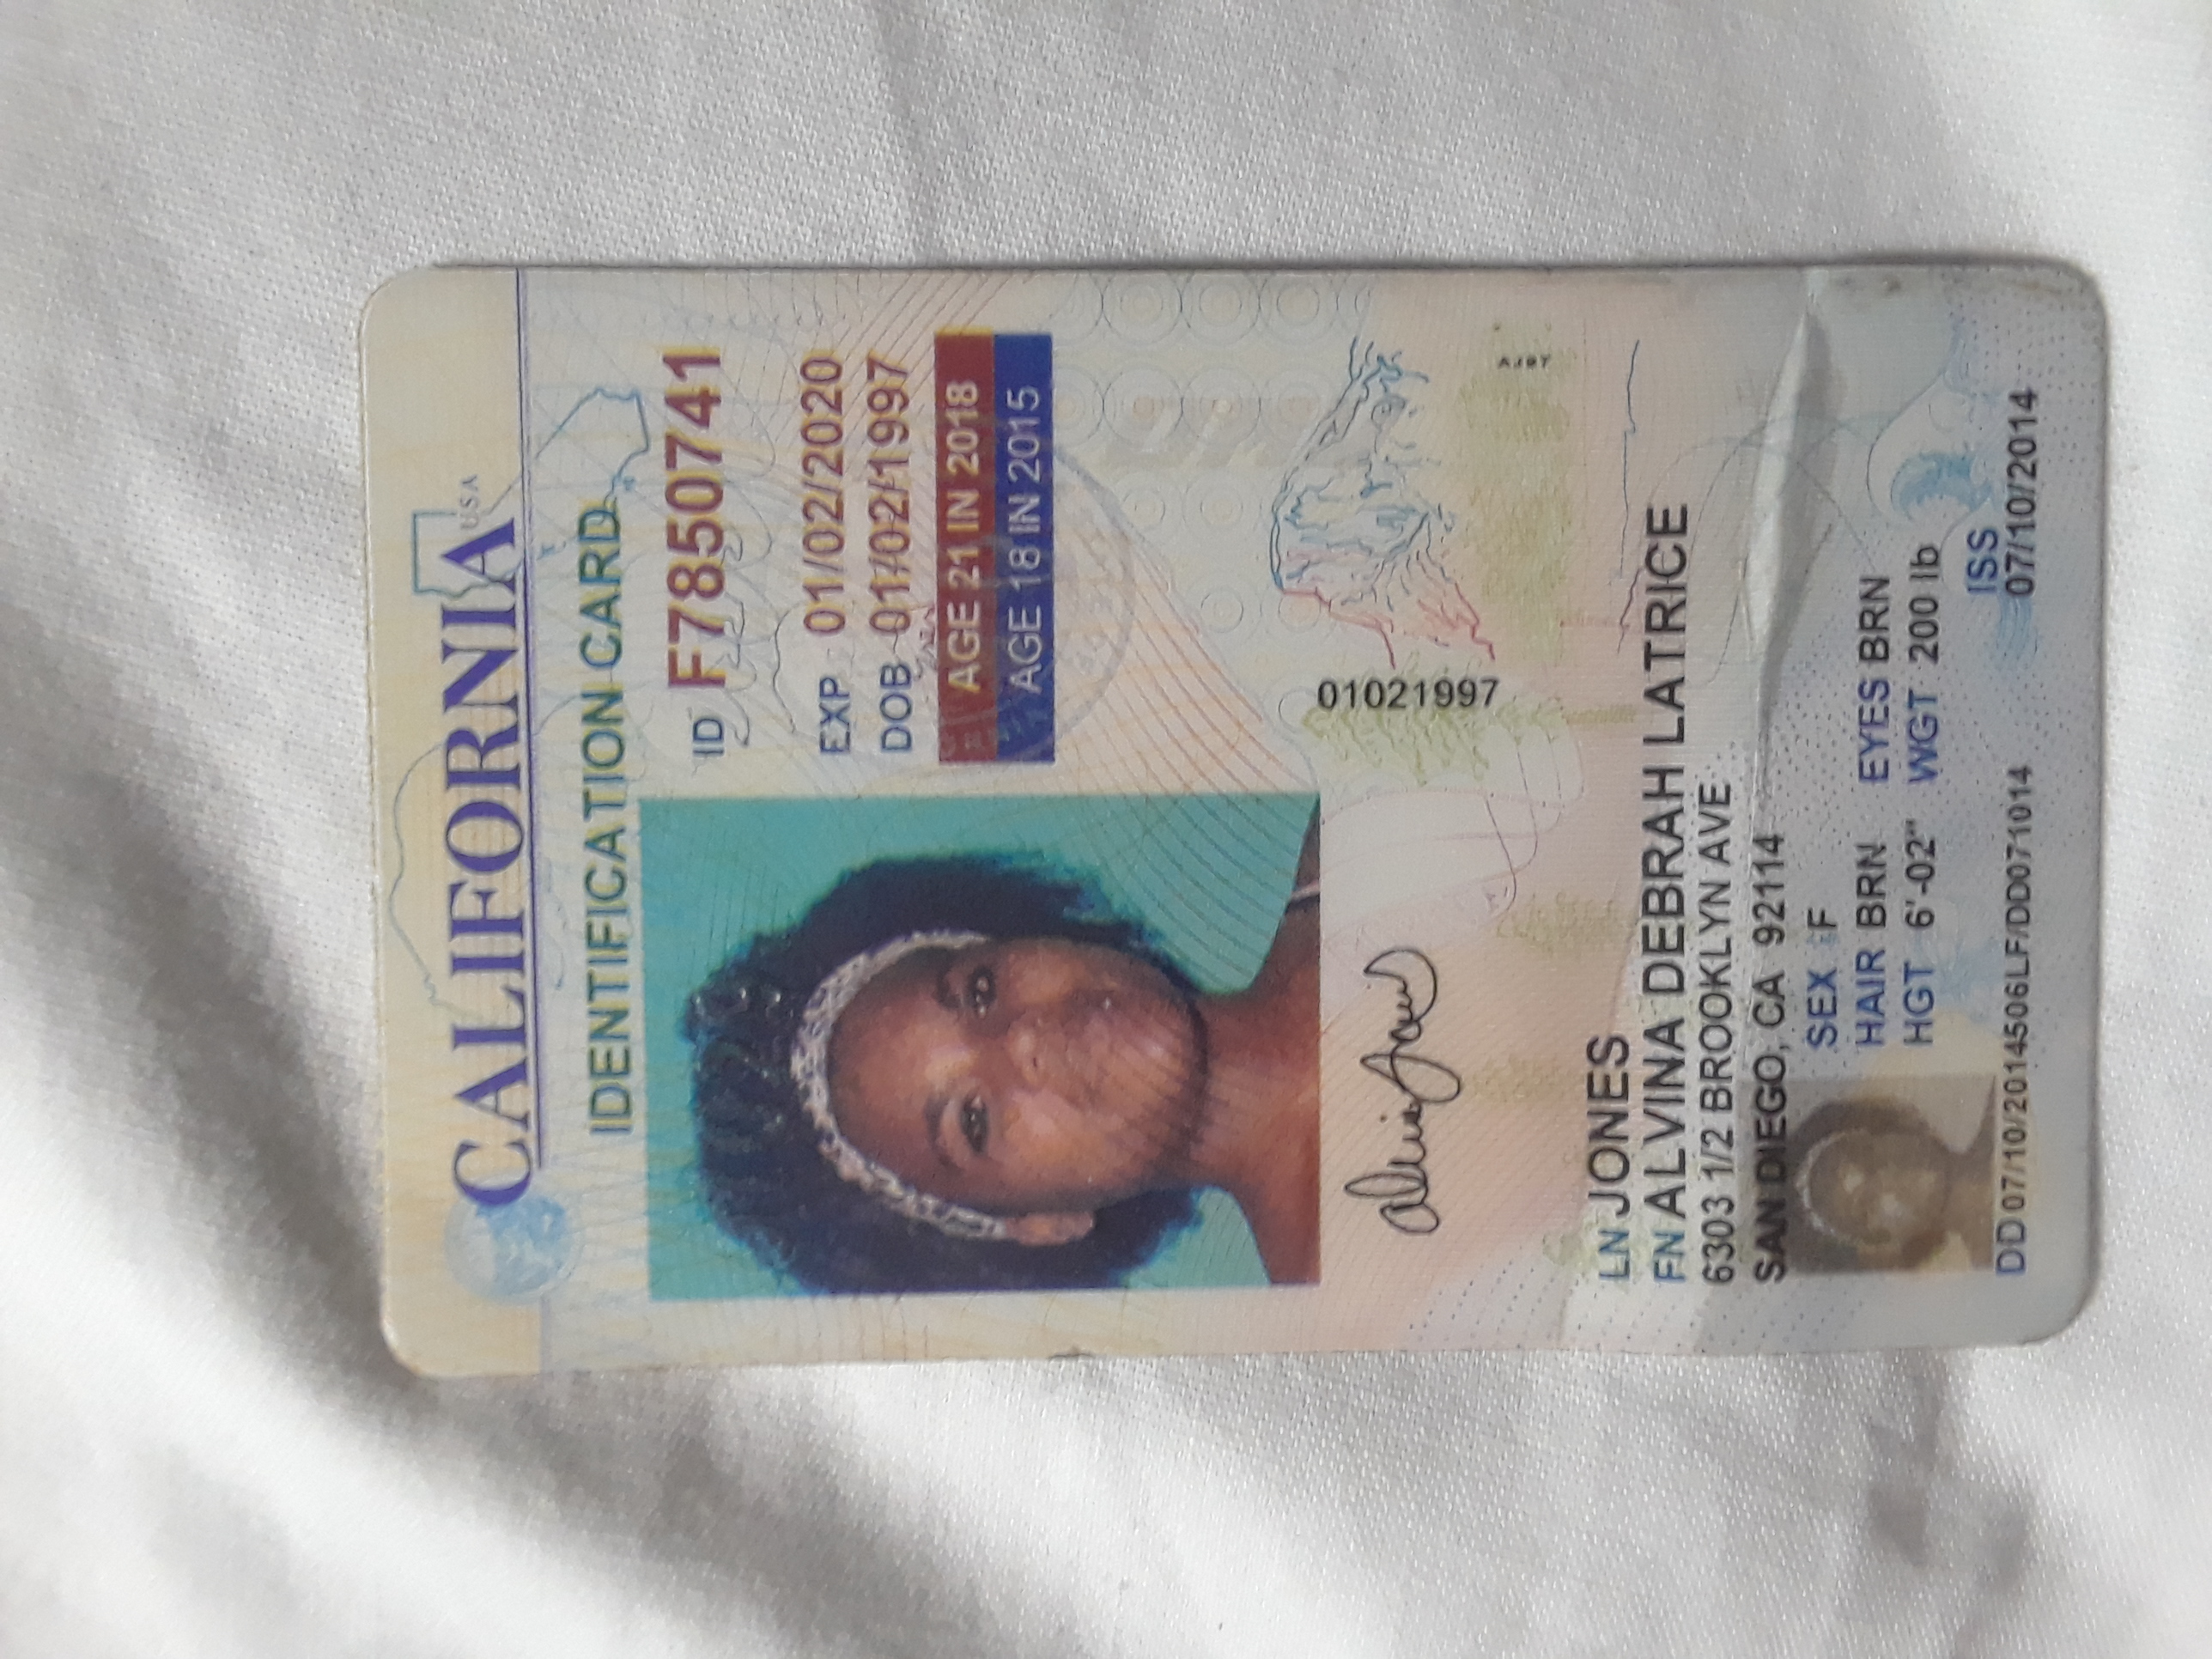 CALIFORNIA USA
IDENTIFICATION CARD
ID F7850741
EXP 01/02/2020
DOB 01/02/1997
AGE 21 IN 2018
AGE 18 IN 2015
01021997
LN JONES
FN ALVINA DEBRAH LATRICE
6303 1/2 BROOKLYN AVE
SAN DIEGO, CA 92114
SEX F
HAIR BRN EYES BRN
HGT 6'-02" WGT 200 lb
ISS
DD 07/10/2014506LF/DD071014 07/10/2014